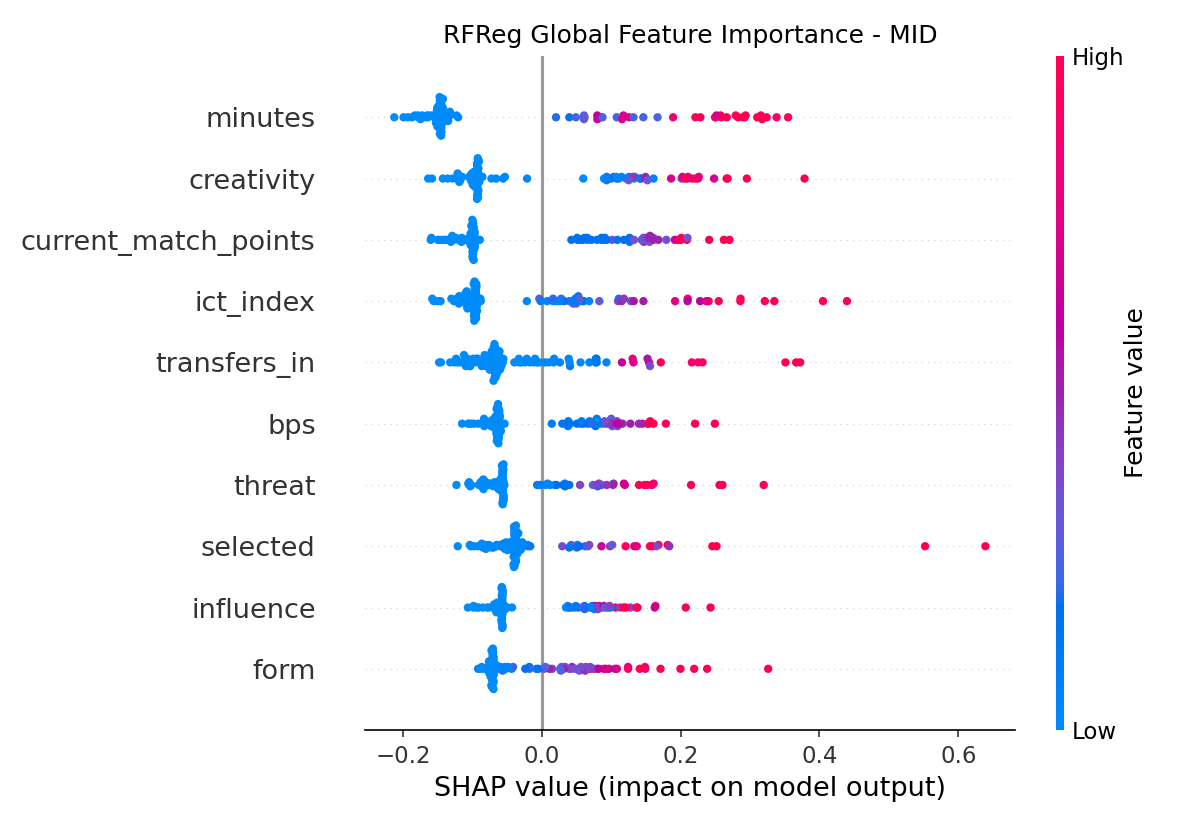 RFReg Global Feature Importance - MID
High
minutes
creativity
current_match_points
ict_index
transfers_in
bps
threat
selected
influence
form
Feature value
Low
−0.2 0.0 0.2 0.4 0.6
SHAP value (impact on model output)